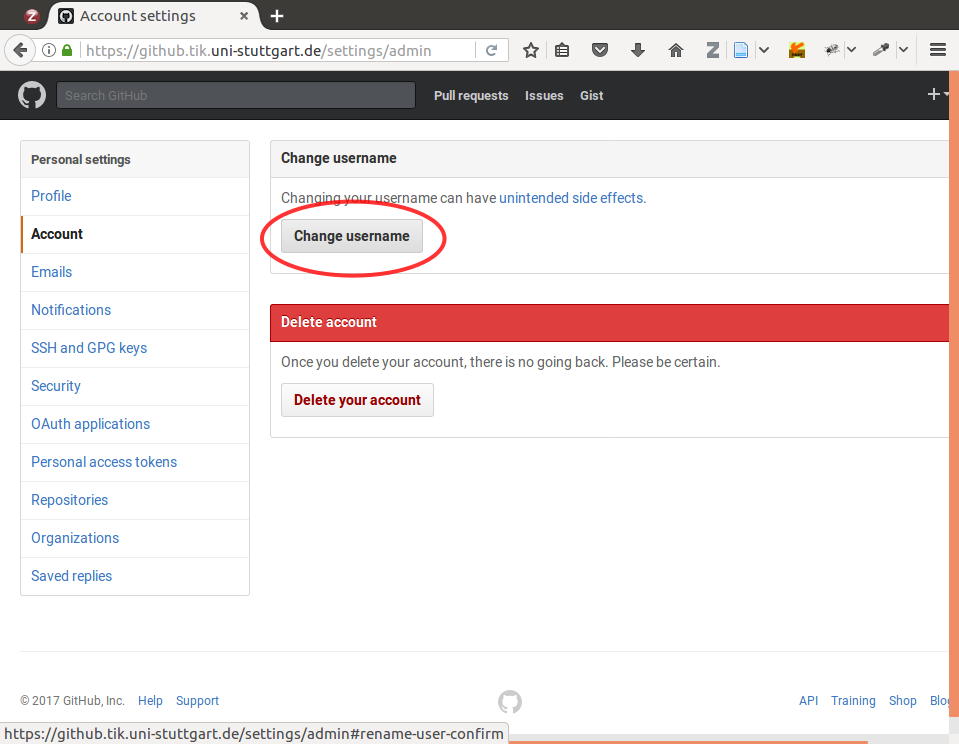 Account settings
https://github.tik.uni-stuttgart.de/settings/admin
Search GitHub
Pull requests Issues Gist
Personal settings
Profile
Account
Emails
Notifications
SSH and GPG keys
Security
OAuth applications
Personal access tokens
Repositories
Organizations
Saved replies
Change username
Changing your username can have unintended side effects.
Change username
Delete account
Once you delete your account, there is no going back. Please be certain.
Delete your account
© 2017 GitHub, Inc. Help Support
API Training Shop Blog
https://github.tik.uni-stuttgart.de/settings/admin#rename-user-confirm